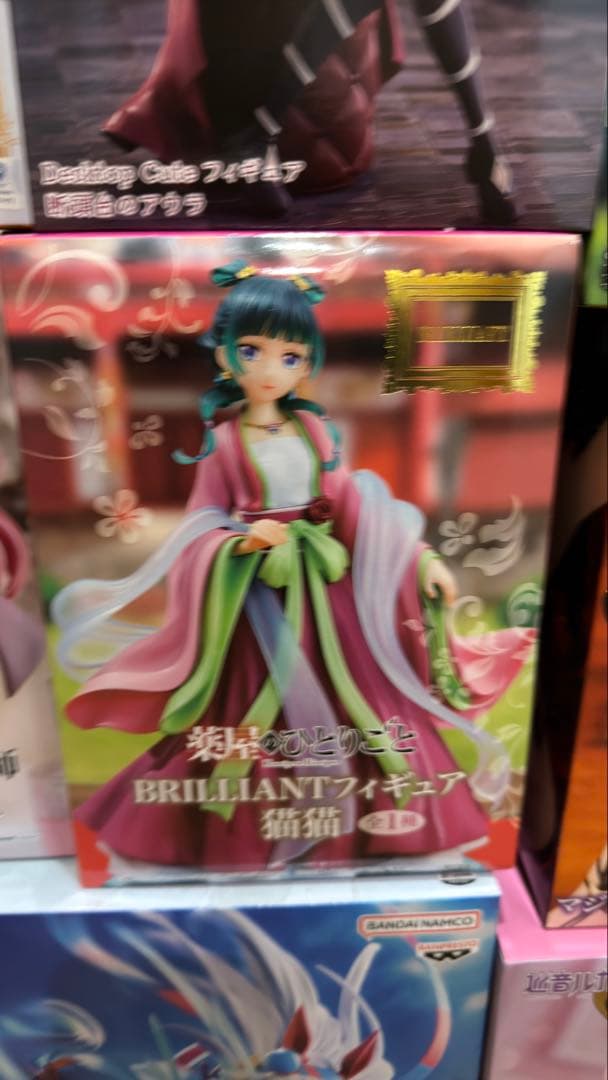 Desktop Cute フィギュア
断頭台のアウラ
BRILLIANT
薬屋のひとりごと
BRILLIANTフィギュア
猫猫 全1種
BANDAI NAMCO
BANPRESTO